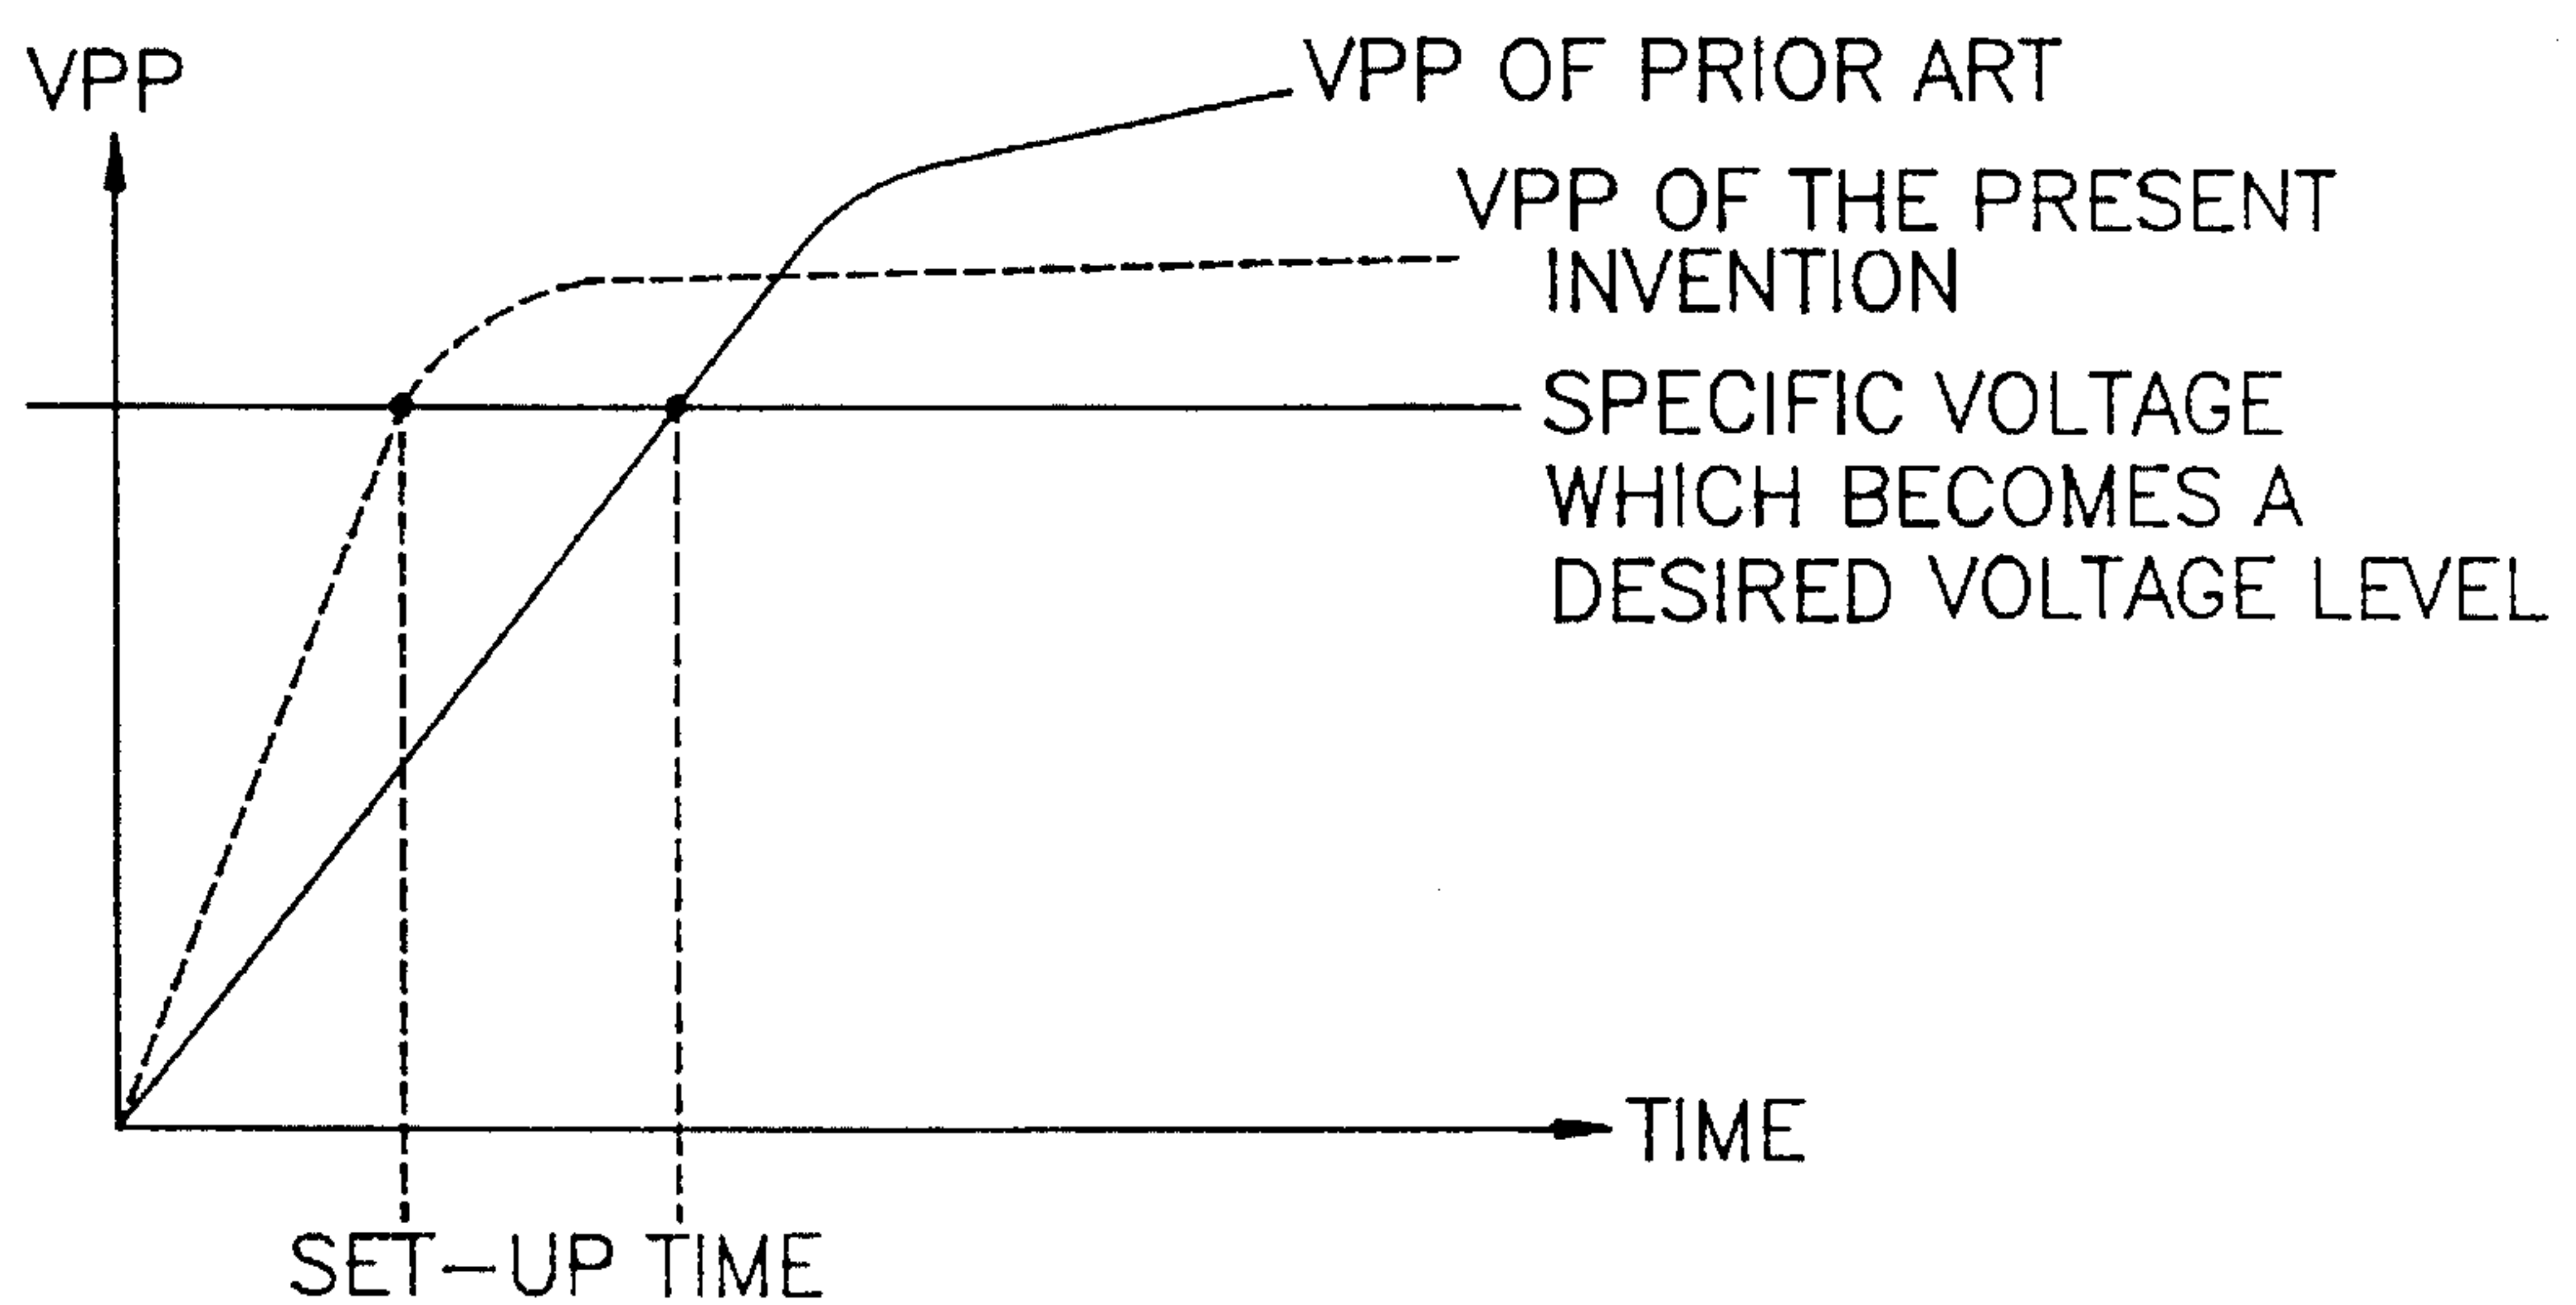 VPP
VPP OF PRIOR ART
VPP OF THE PRESENT
INVENTION
SPECIFIC VOLTAGE
WHICH BECOMES A
DESIRED VOLTAGE LEVEL
TIME
SET-UP TIME